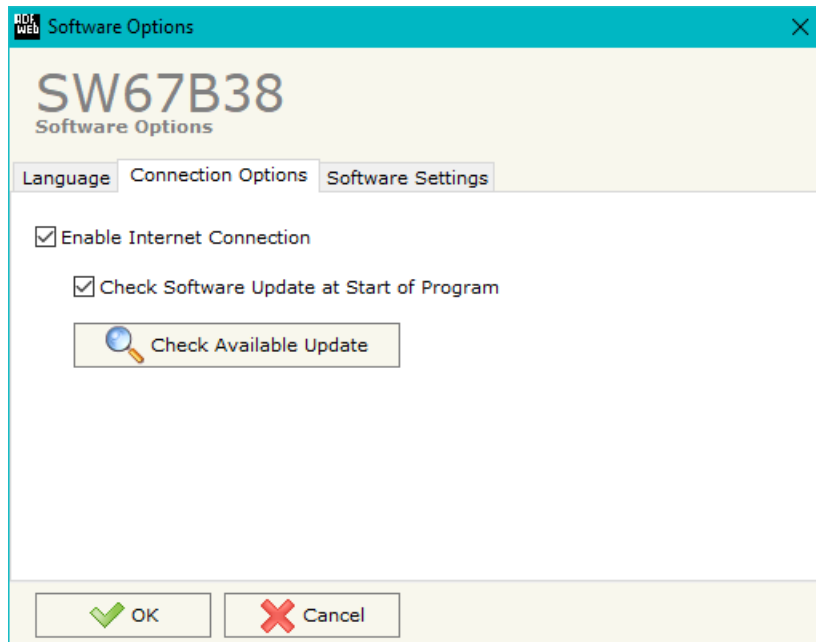 ADF
WEB Software Options
SW67B38
Software Options
Language Connection Options Software Settings
Enable Internet Connection
Check Software Update at Start of Program
Check Available Update
OK Cancel